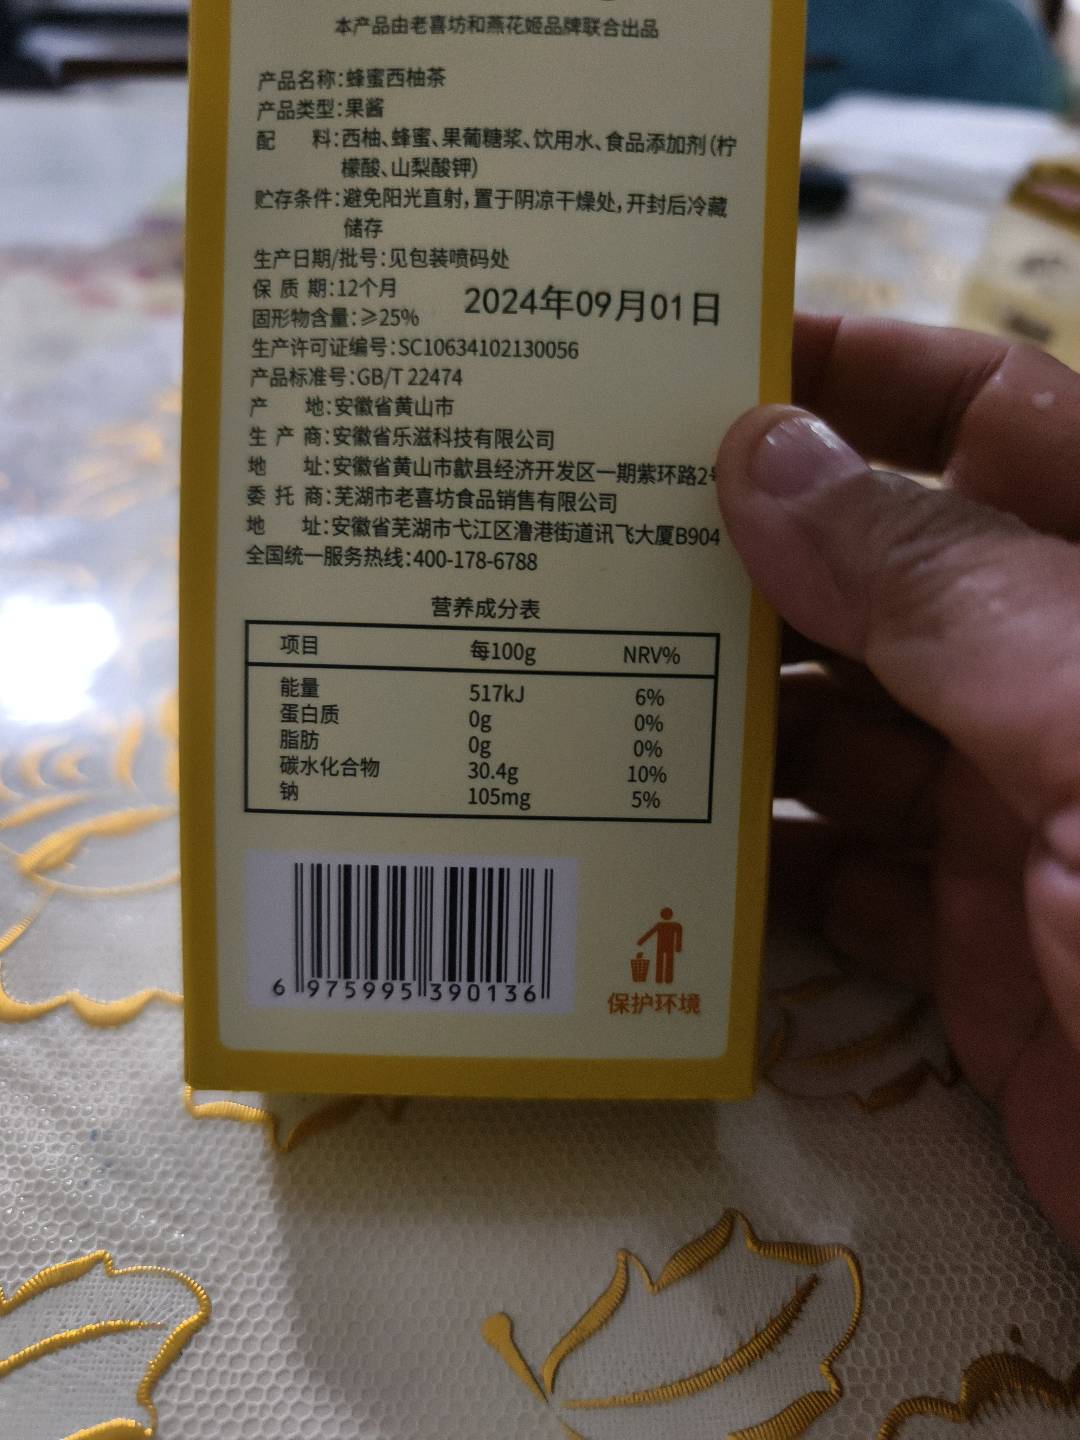 本产品由老喜坊和燕花姬品牌联合出品
产品名称:蜂蜜西柚茶
产品类型:果酱
配 料:西柚、蜂蜜、果葡糖浆、饮用水、食品添加剂(柠
檬酸、山梨酸钾)
贮存条件:避免阳光直射,置于阴凉干燥处,开封后冷藏
储存
生产日期/批号:见包装喷码处
保 质 期:12个月
2024年09月01日
固形物含量:≥25%
生产许可证编号:SC10634102130056
产品标准号:GB/T 22474
产 地:安徽省黄山市
生 产 商:安徽省乐滋科技有限公司
地 址:安徽省黄山市歙县经济开发区一期紫环路2号
委 托 商:芜湖市老喜坊食品销售有限公司
地 址:安徽省芜湖市弋江区澛港街道讯飞大厦B904
全国统一服务热线:400-178-6788
营养成分表
项目 每100g NRV%
能量 517kJ 6%
蛋白质 0g 0%
脂肪 0g 0%
碳水化合物 30.4g 10%
钠 105mg 5%
6 975995 390136
保护环境